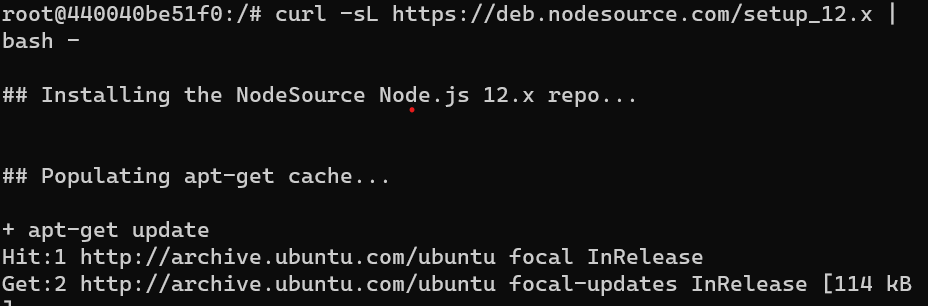 root@440040be51f0:/# curl -sL https://deb.nodesource.com/setup_12.x |
bash -
## Installing the NodeSource Node.js 12.x repo...
## Populating apt-get cache...
+ apt-get update
Hit:1 http://archive.ubuntu.com/ubuntu focal InRelease
Get:2 http://archive.ubuntu.com/ubuntu focal-updates InRelease [114 kB
]